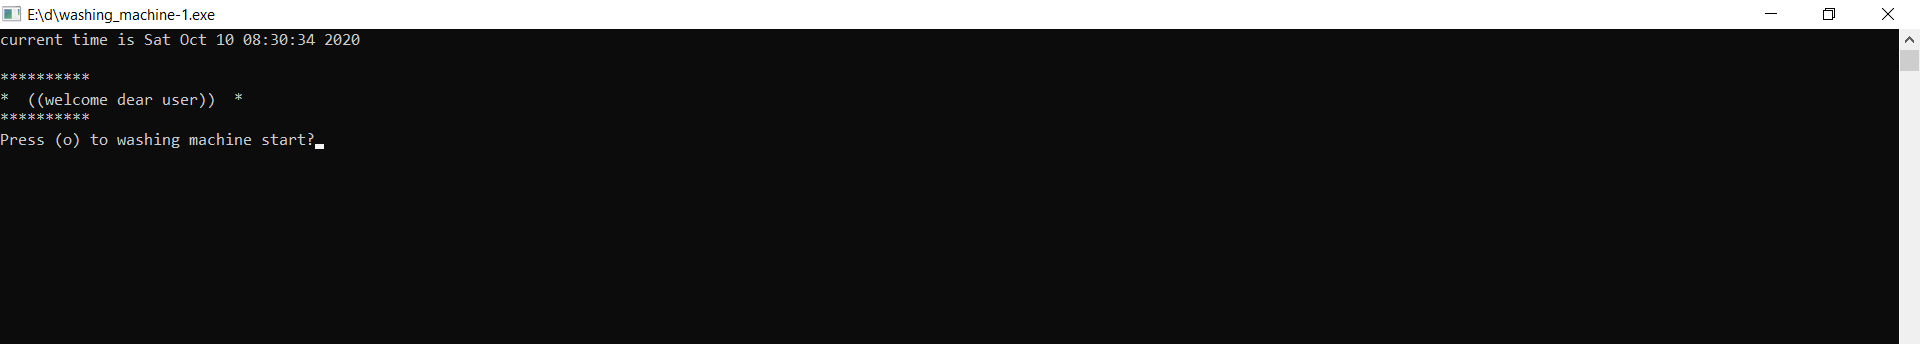 E:\d\washing_machine-1.exe
current time is Sat Oct 10 08:30:34 2020
**********
*  ((welcome dear user))  *
**********
Press (o) to washing machine start?